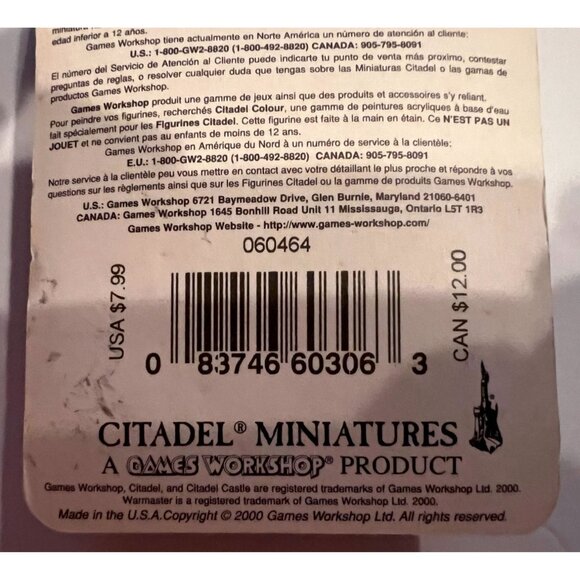 edad inferior a 12 años.
Games Workshop tiene actualmente en Norte América un número de atención al cliente:
U.S.: 1-800-GW2-8820 (1-800-492-8820) CANADA: 905-795-8091
El número del Servicio de Atención al Cliente puede indicarte tu punto de venta más proximo, contestar
preguntas de reglas, o resolver cualquier duda que tengas sobre las Miniaturas Citadel o las gamas de
productos Games Workshop.
Games Workshop produit une gamme de jeux ainsi que des produits et accessoires s'y reliant.
Pour peindre vos figurines, recherchés Citadel Colour, une gamme de peintures acryliques à base d'eau
fait spécialement pour les Figurines Citadel. Cette figurine est faite à la main en étain. Ce N'EST PAS UN
JOUET et ne convient pas au enfants de moins de 12 ans.
Games Workshop en Amérique du Nord à un numéro de service à la clientèle:
E.U.: 1-800-GW2-8820 (1-800-492-8820) CANADA: 905-795-8091
Notre service à la clientèle peu vous mettre en contact avec votre détaillant le plus proche et répondre à vos
questions sur les règlements ainsi que sur les Figurines Citadel ou la gamme de produits Games Workshop.
U.S.: Games Workshop 6721 Baymeadow Drive, Glen Burnie, Maryland 21060-6401
CANADA: Games Workshop 1645 Bonhill Road Unit 11 Mississauga, Ontario L5T 1R3
Games Workshop Website - http://www.games-workshop.com/
060464
USA $7.99
CAN $12.00
0 83746 60306 3
CITADEL® MINIATURES
A GAMES WORKSHOP® PRODUCT
Games Workshop, Citadel, and Citadel Castle are registered trademarks of Games Workshop Ltd. 2000.
Warmaster is a registered trademark of Games Workshop Ltd. 2000.
Made in the U.S.A. Copyright © 2000 Games Workshop Ltd. All rights reserved.